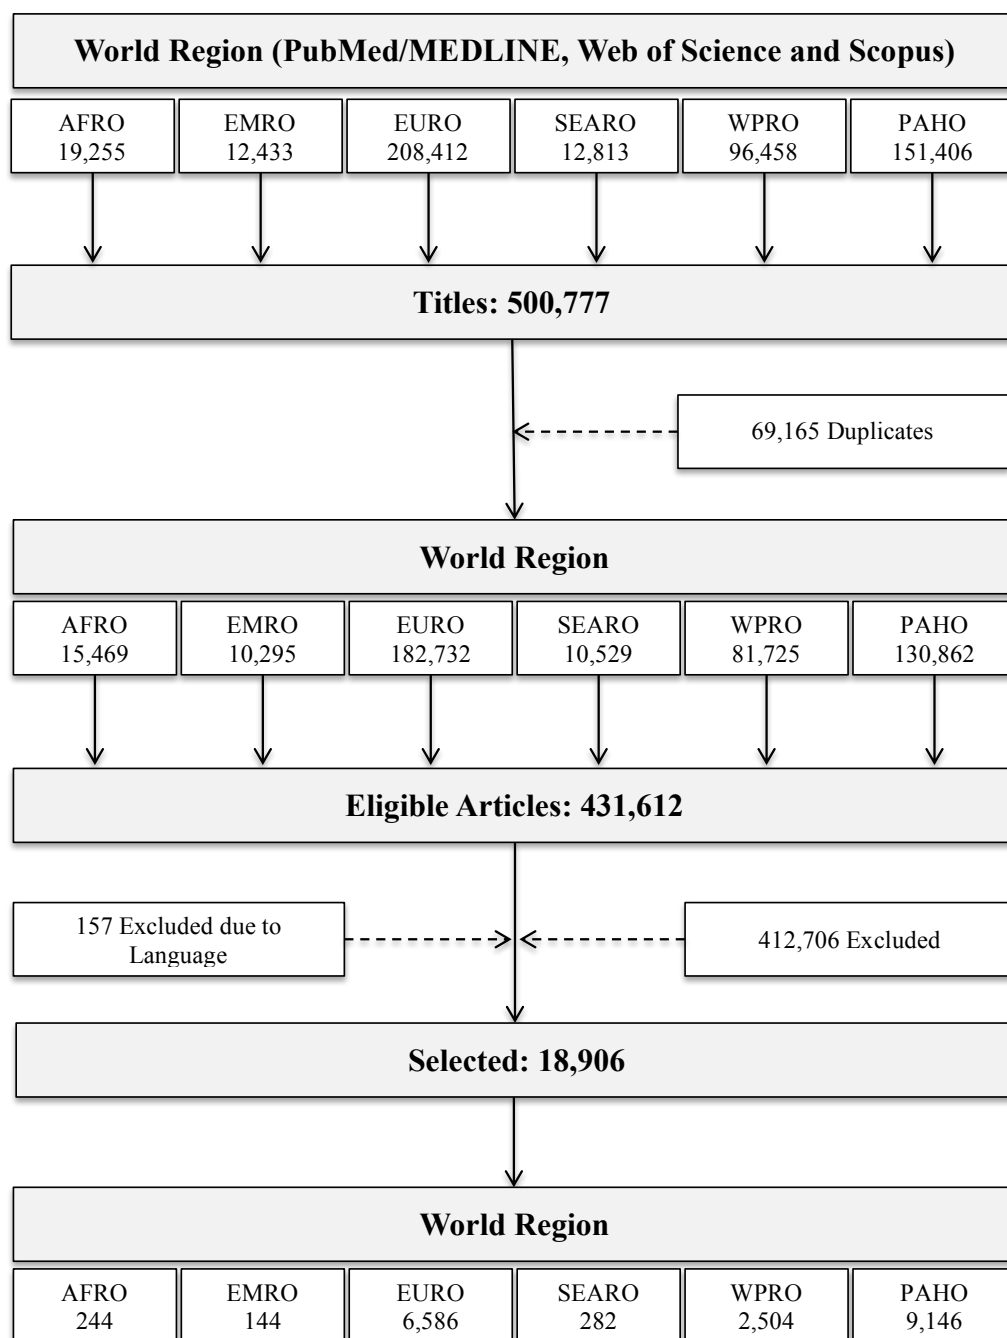 World Region (PubMed/MEDLINE, Web of Science and Scopus)
AFRO EMRO EURO SEARO WPRO PAHO
19,255 12,433 208,412 12,813 96,458 151,406
Titles: 500,777
69,165 Duplicates
World Region
AFRO EMRO EURO SEARO WPRO PAHO
15,469 10,295 182,732 10,529 81,725 130,862
Eligible Articles: 431,612
157 Excluded due to
Language
412,706 Excluded
Selected: 18,906
World Region
AFRO EMRO EURO SEARO WPRO PAHO
244 144 6,586 282 2,504 9,146